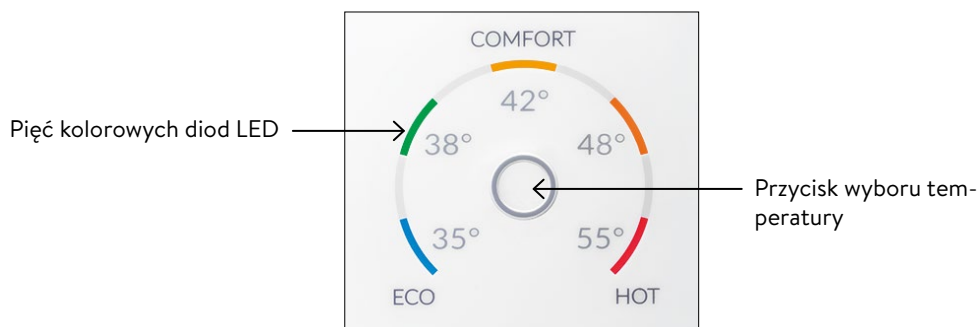 COMFORT
42°
Pięć kolorowych diod LED
38°
48°
Przycisk wyboru tem-
peratury
35°
55°
ECO
HOT